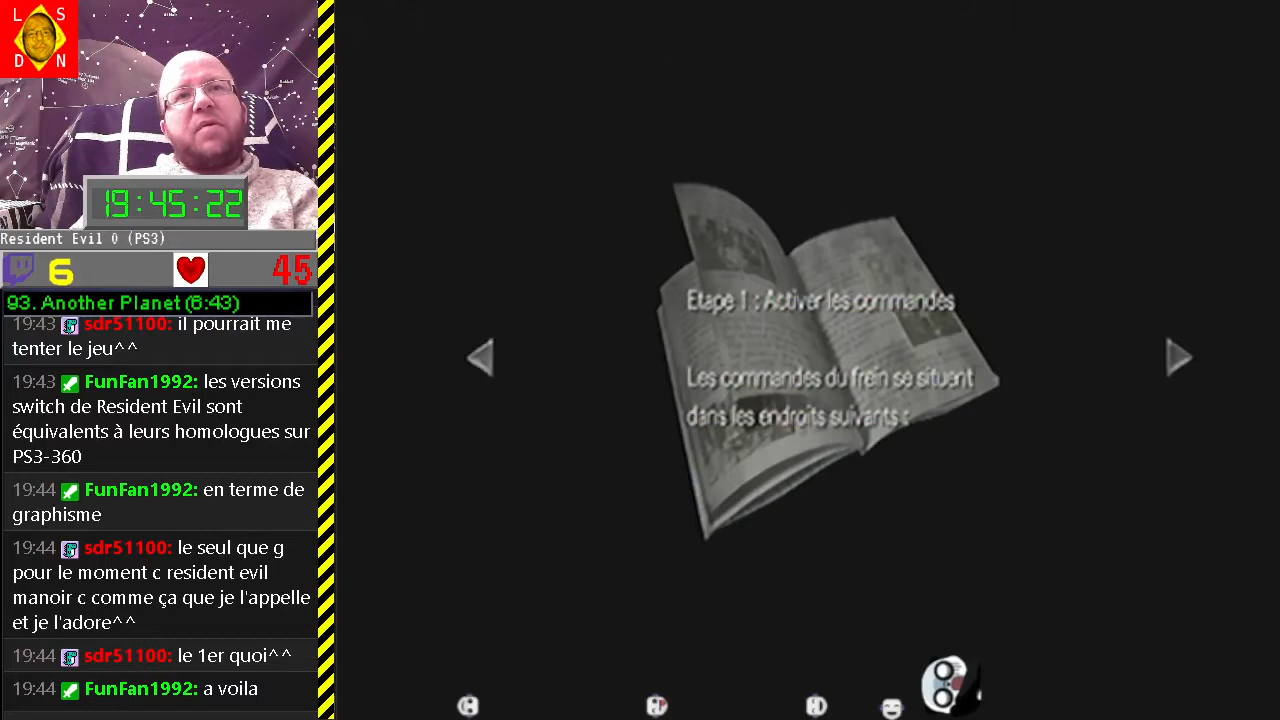 L S
D N
19:45:22
Resident Evil 0 (PS3)
6 45
93. Another Planet (6:43)
19:43 sdr51100: il pourrait me
tenter le jeu^^
19:43 FunFan1992: les versions
switch de Resident Evil sont
équivalents à leurs homologues sur
PS3-360
19:44 FunFan1992: en terme de
graphisme
19:44 sdr51100: le seul que g
pour le moment c resident evil
manoir c comme ça que je l'appelle
et je l'adore^^
19:44 sdr51100: le 1er quoi^^
19:44 FunFan1992: a voila
Etape 1 : Activer les commandes
Les commandes du frein se situent
dans les endroits suivants :